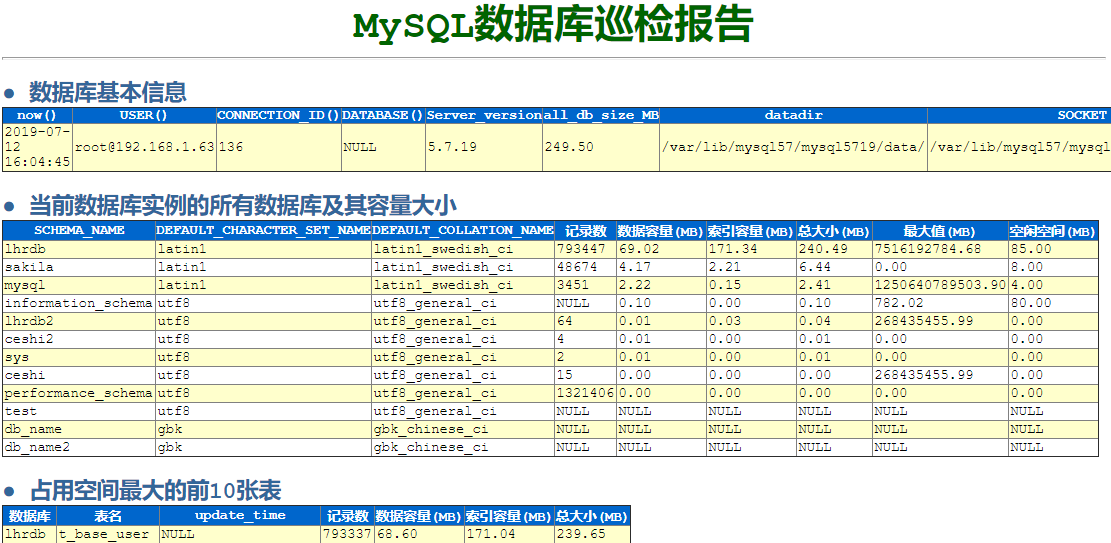 MySQL数据库巡检报告
● 数据库基本信息
now() USER() CONNECTION_ID() DATABASE() Server_version all_db_size_MB datadir SOCKET
2019-07-12 16:04:45 root@192.168.1.63 136 NULL 5.7.19 249.50 /var/lib/mysql57/mysql5719/data/ /var/lib/mysql57/mysql
● 当前数据库实例的所有数据库及其容量大小
SCHEMA_NAME DEFAULT_CHARACTER_SET_NAME DEFAULT_COLLATION_NAME 记录数 数据容量(MB) 索引容量(MB) 总大小(MB) 最大值(MB) 空闲空间(MB)
lhrdb latin1 latin1_swedish_ci 793447 69.02 171.34 240.49 7516192784.68 85.00
sakila latin1 latin1_swedish_ci 48674 4.17 2.21 6.44 0.00 8.00
mysql latin1 latin1_swedish_ci 3451 2.22 0.15 2.41 1250640789503.90 4.00
information_schema utf8 utf8_general_ci NULL 0.10 0.00 0.10 782.02 80.00
lhrdb2 utf8 utf8_general_ci 64 0.01 0.03 0.04 268435455.99 0.00
ceshi2 utf8 utf8_general_ci 4 0.01 0.00 0.01 0.00 0.00
sys utf8 utf8_general_ci 2 0.01 0.00 0.01 0.00 0.00
ceshi utf8 utf8_general_ci 15 0.00 0.00 0.00 268435455.99 0.00
performance_schema utf8 utf8_general_ci 1321406 0.00 0.00 0.00 0.00 0.00
test utf8 utf8_general_ci NULL NULL NULL NULL NULL NULL
db_name gbk gbk_chinese_ci NULL NULL NULL NULL NULL NULL
db_name2 gbk gbk_chinese_ci NULL NULL NULL NULL NULL NULL
● 占用空间最大的前10张表
数据库 表名 update_time 记录数 数据容量(MB) 索引容量(MB) 总大小(MB)
lhrdb t_base_user NULL 793337 68.60 171.04 239.65